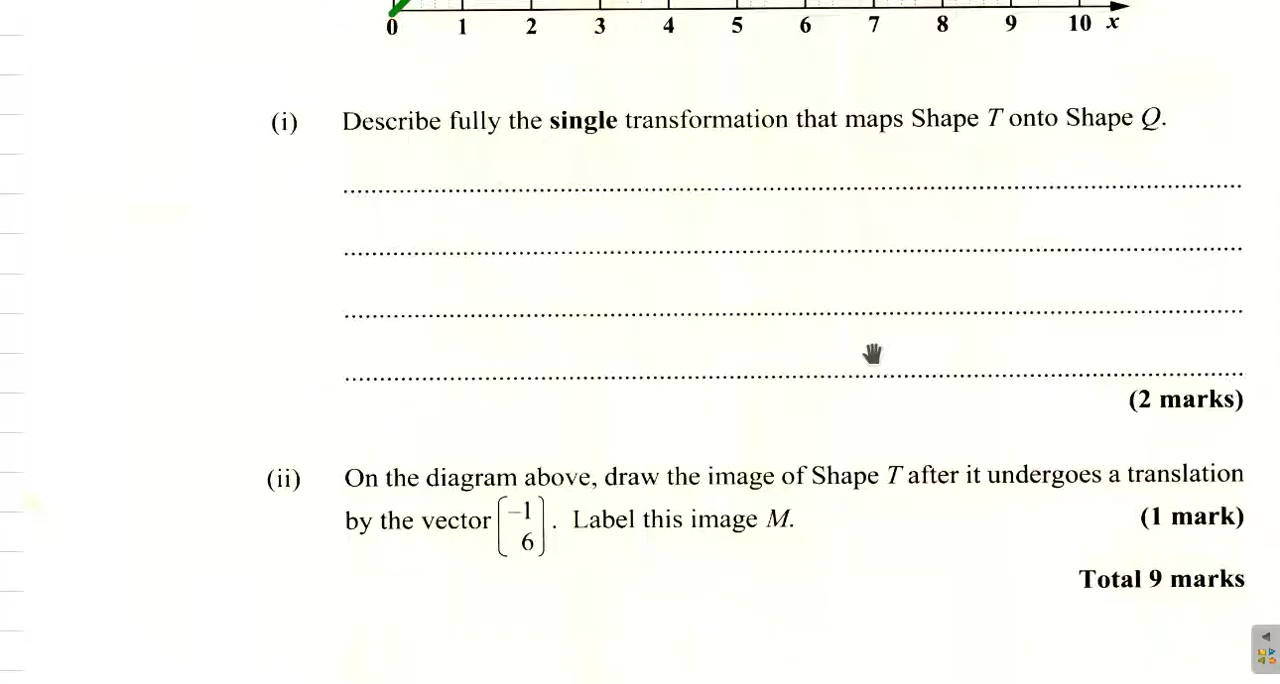 0 1 2 3 4 5 6 7 8 9 10 x
(i) Describe fully the single transformation that maps Shape T onto Shape Q.
(2 marks)
(ii) On the diagram above, draw the image of Shape T after it undergoes a translation
by the vector (–1 6). Label this image M. (1 mark)
Total 9 marks